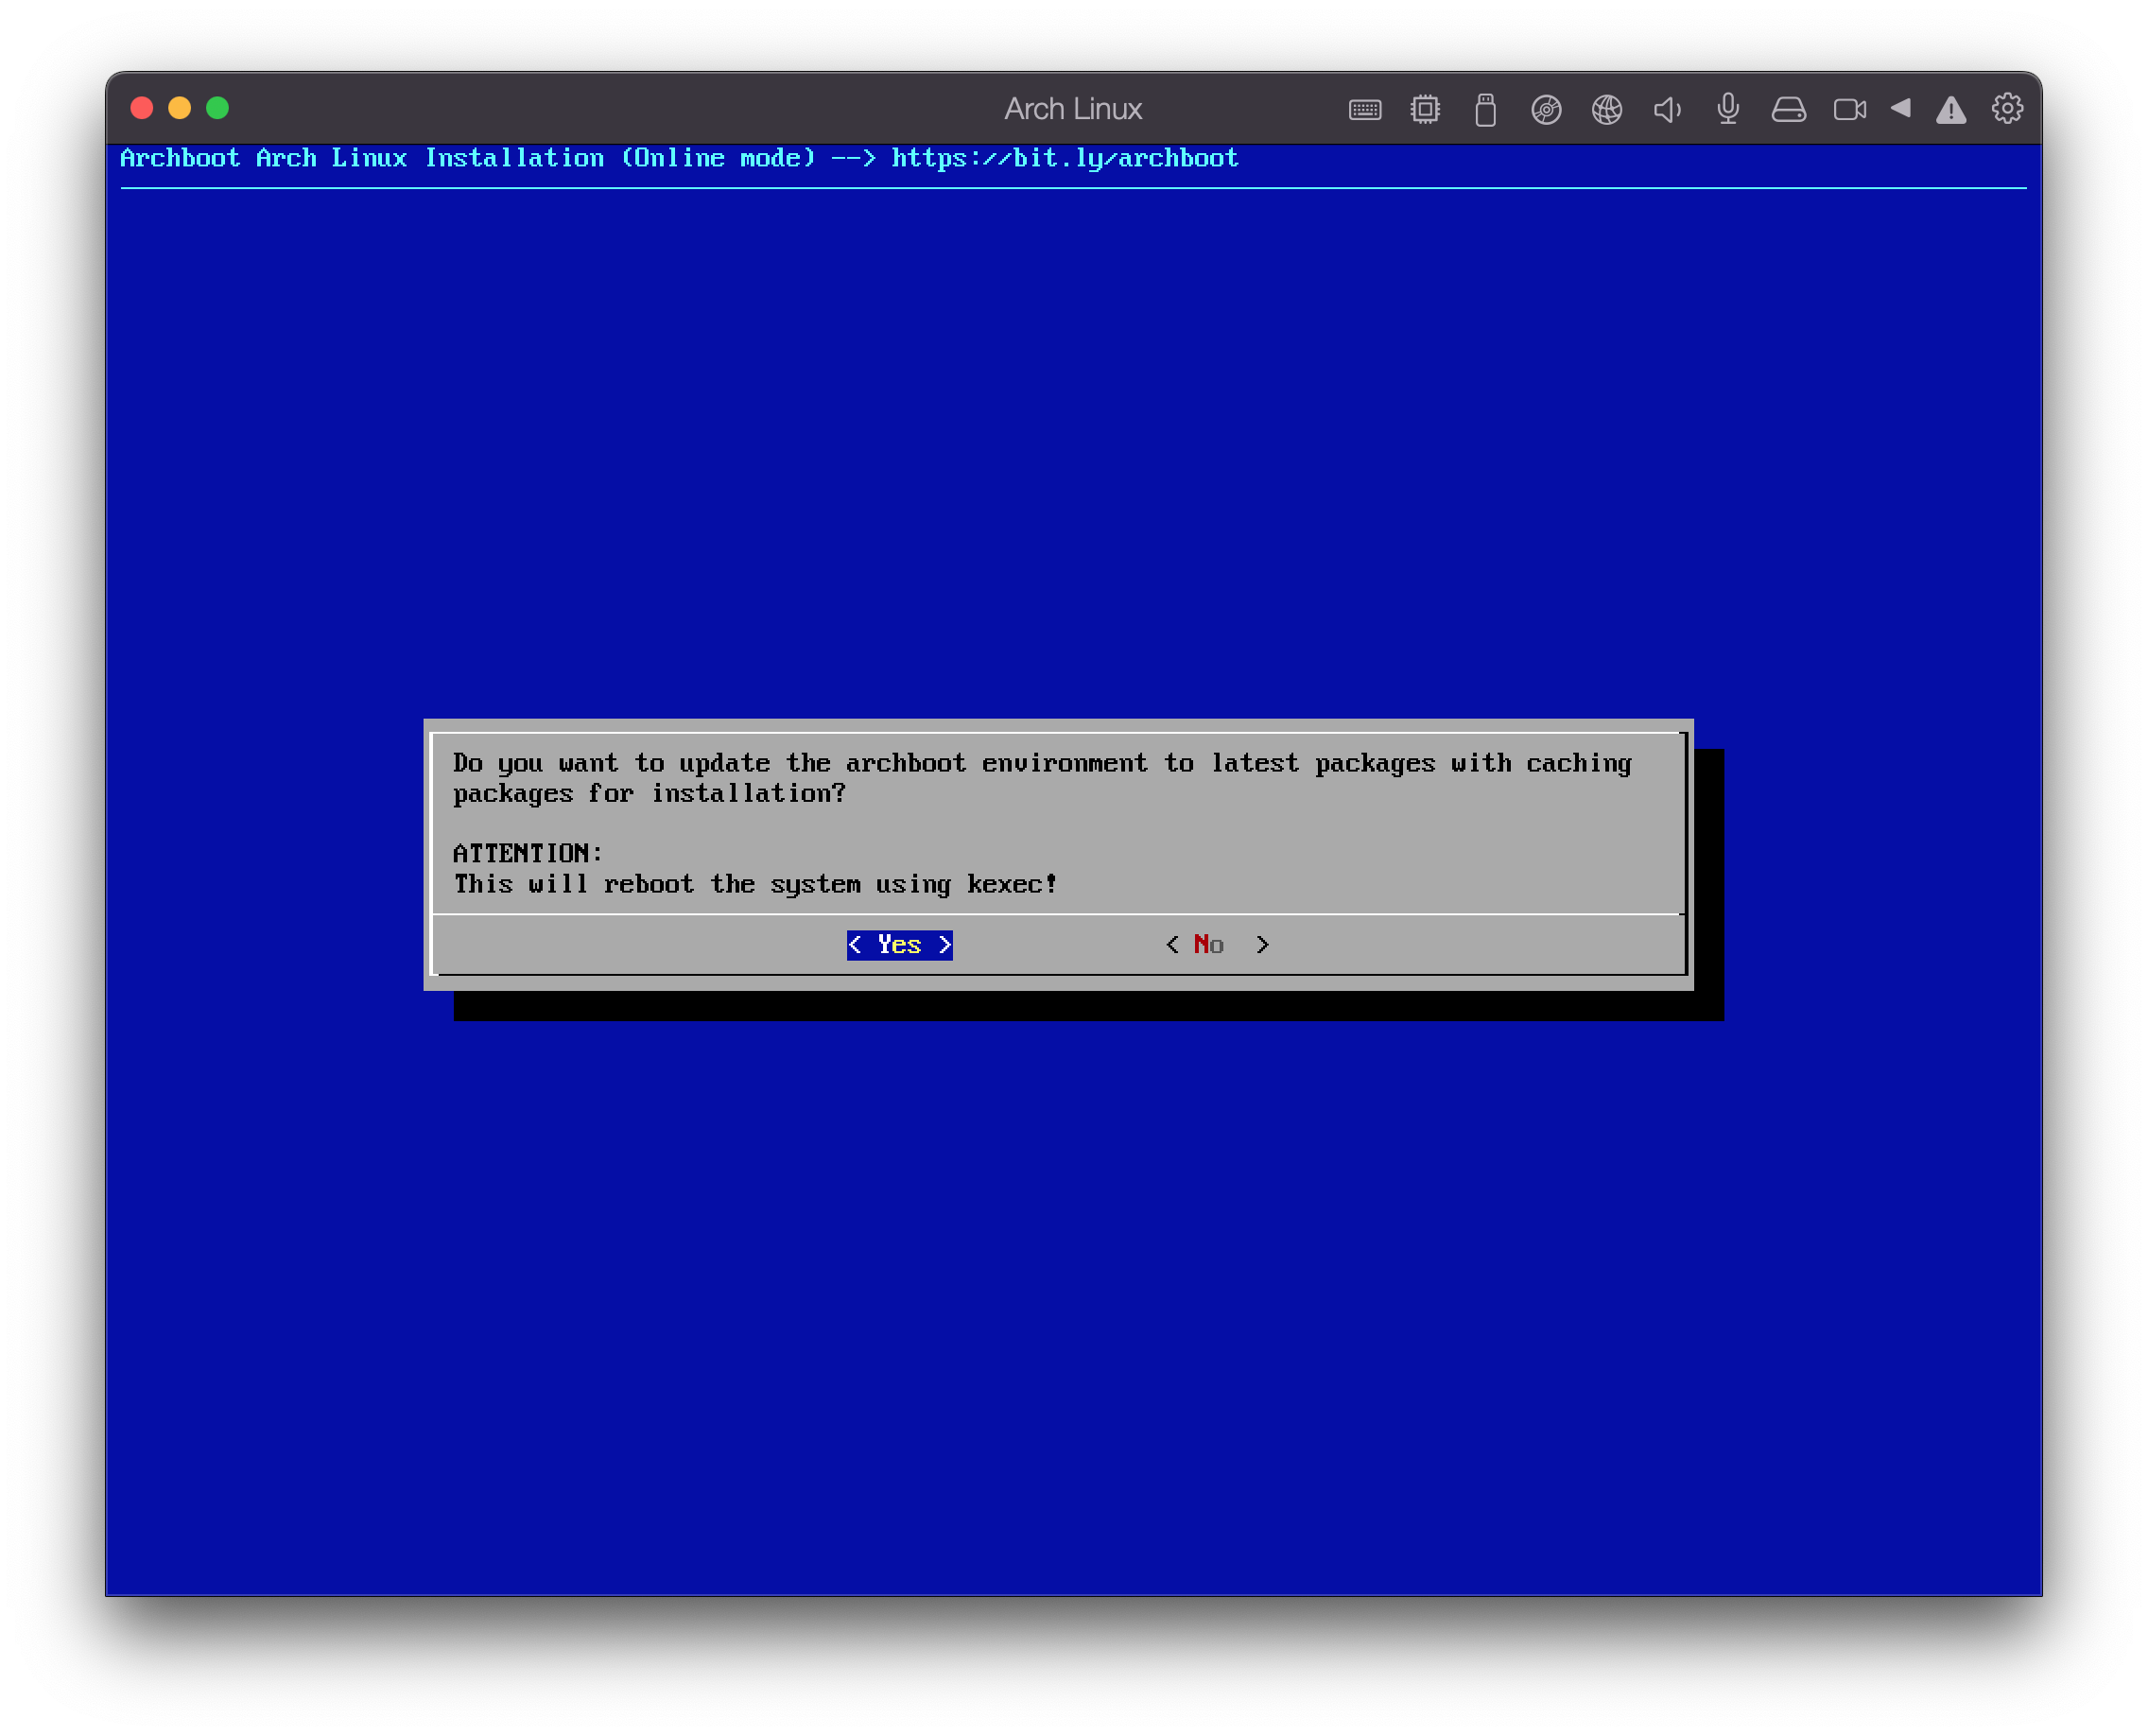 Arch Linux
Archboot Arch Linux Installation (Online mode) --> https://bit.ly/archboot
Do you want to update the archboot environment to latest packages with caching
packages for installation?
ATTENTION:
This will reboot the system using kexec!
< Yes > < No >